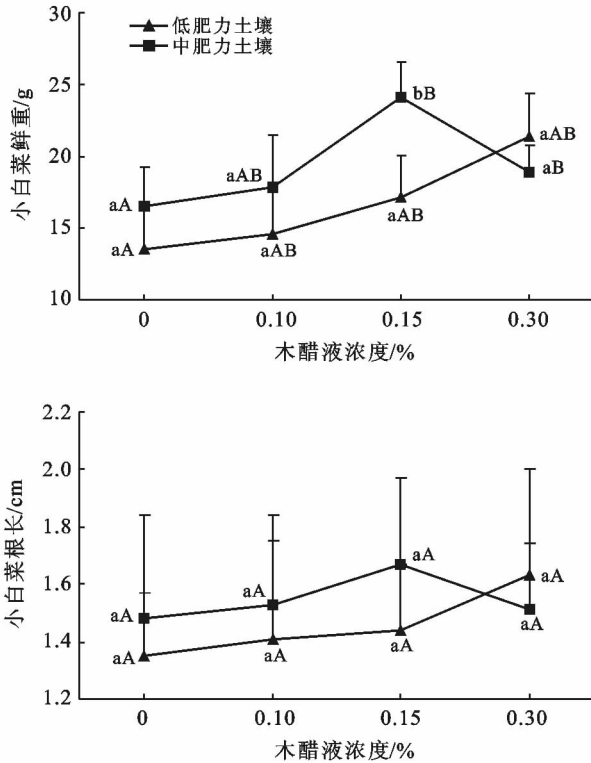 30
低肥力土壤
中肥力土壤
25
bB
小白菜鲜重/g
20
aAB
aAB
aB
aA
15
aAB
aA
aAB
10
0
0.10
0.15
0.30
木醋液浓度/%
2.2
2.0
小白菜根长/cm
1.8
aA
1.6
aA
aA
aA
aA
1.4
aA
aA
aA
1.2
0
0.10
0.15
0.30
木醋液浓度/%